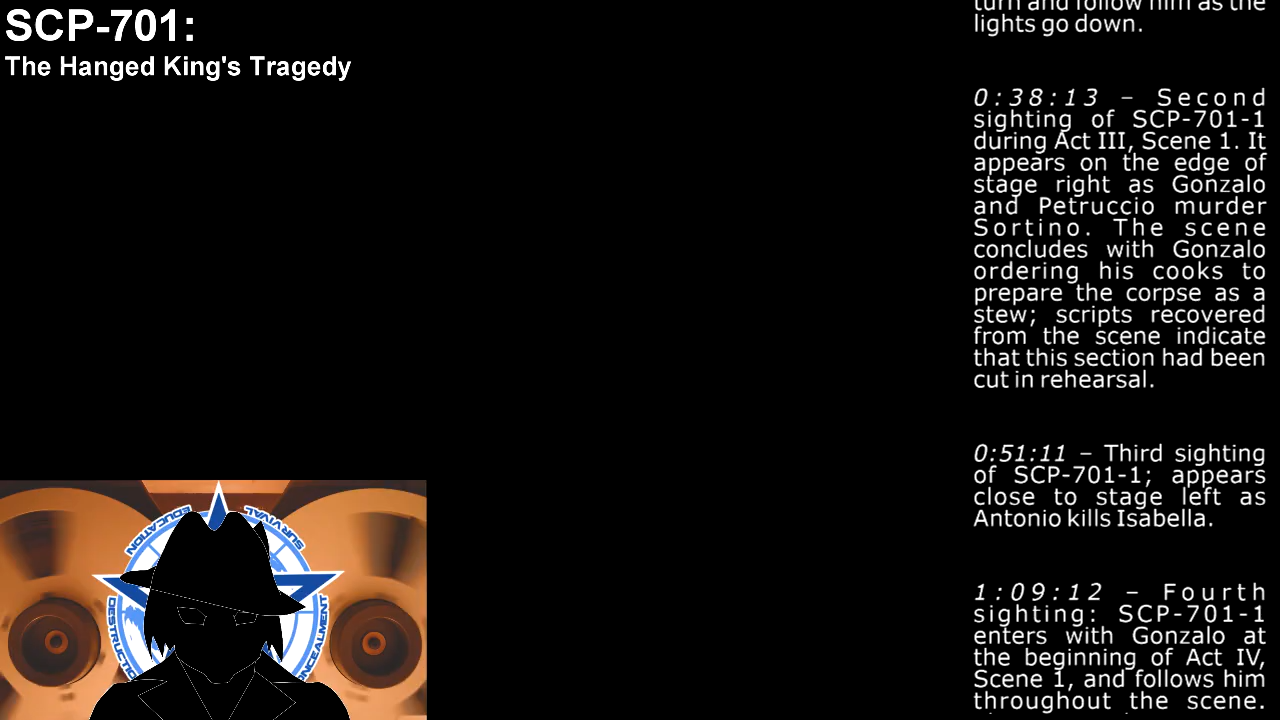 SCP-701:
The Hanged King's Tragedy
turn and follow him as the
lights go down.
0:38:13 – Second
sighting of SCP-701-1
during Act III, Scene 1. It
appears on the edge of
stage right as Gonzalo
and Petruccio murder
Sortino. The scene
concludes with Gonzalo
ordering his cooks to
prepare the corpse as a
stew; scripts recovered
from the scene indicate
that this section had been
cut in rehearsal.
0:51:11 – Third sighting
of SCP-701-1; appears
close to stage left as
Antonio kills Isabella.
1:09:12 – Fourth
sighting: SCP-701-1
enters with Gonzalo at
the beginning of Act IV,
Scene 1, and follows him
throughout the scene.
EDUCATION
SURVIVAL